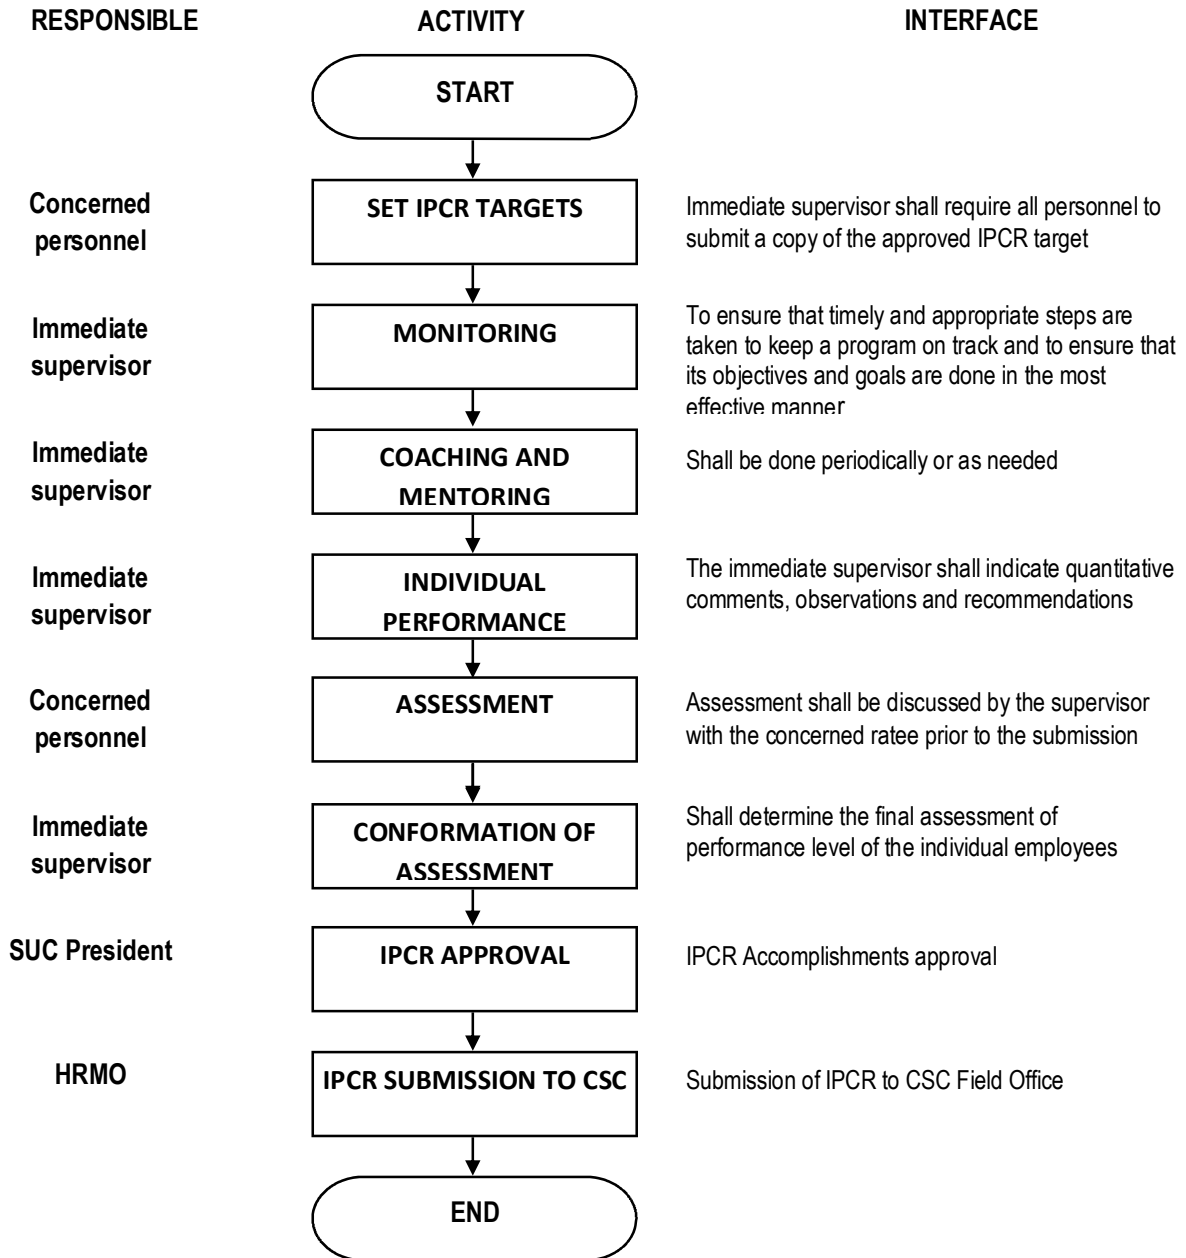 RESPONSIBLE ACTIVITY INTERFACE
START
Concerned
personnel
SET IPCR TARGETS
Immediate supervisor shall require all personnel to
submit a copy of the approved IPCR target
Immediate
supervisor
MONITORING
To ensure that timely and appropriate steps are
taken to keep a program on track and to ensure that
its objectives and goals are done in the most
effective manner
Immediate
supervisor
COACHING AND
MENTORING
Shall be done periodically or as needed
Immediate
supervisor
INDIVIDUAL
PERFORMANCE
The immediate supervisor shall indicate quantitative
comments, observations and recommendations
Concerned
personnel
ASSESSMENT
Assessment shall be discussed by the supervisor
with the concerned ratee prior to the submission
Immediate
supervisor
CONFORMATION OF
ASSESSMENT
Shall determine the final assessment of
performance level of the individual employees
SUC President
IPCR APPROVAL
IPCR Accomplishments approval
HRMO
IPCR SUBMISSION TO CSC
Submission of IPCR to CSC Field Office
END